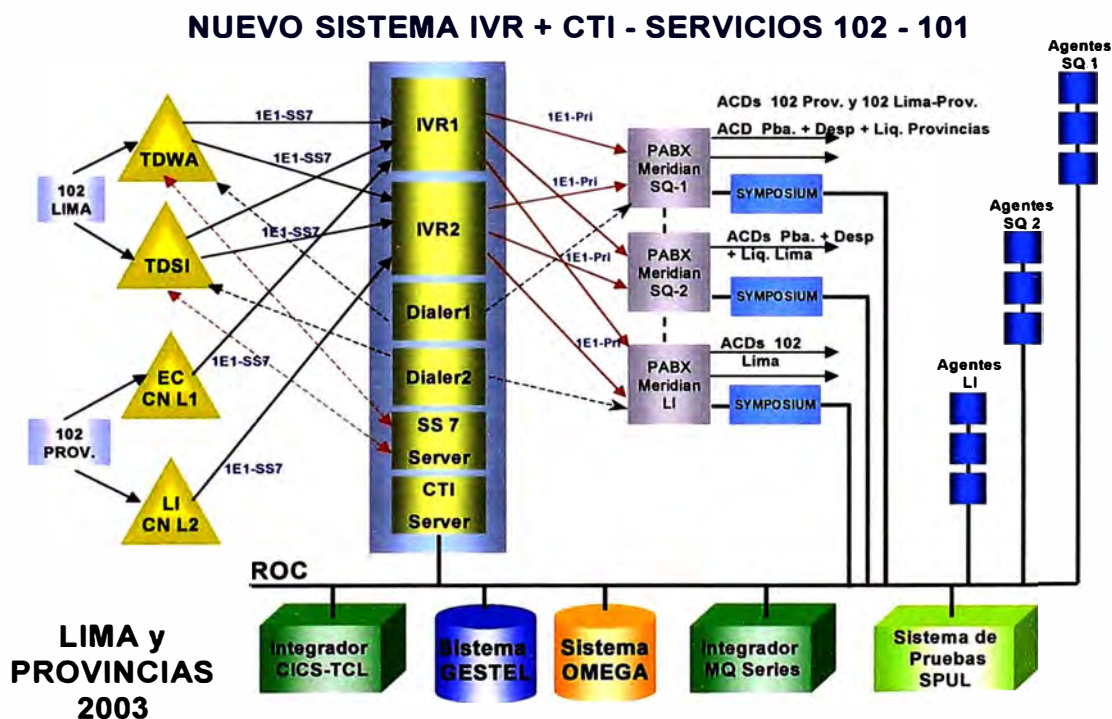 NUEVO SISTEMA IVR + CTI - SERVICIOS 102 - 101
Agentes
SQ 1
1E1-SS7
IVR1
1E1-Pri
ACDs 102 Prov. y 102 Lima-Prov.
ACD Pba. + Desp + Liq. Provincias
TDWA
1E1-SS7
PABX
Meridian
SQ-1
102
LIMA
1E1-Pri
SYMPOSIUM
Agentes
SQ 2
TDSI
1E1-SS7
IVR2
1E1-Pri
PABX
Meridian
SQ-2
ACDs Pba. + Desp
+ Liq. Lima
SYMPOSIUM
Dialer1
1E1-SS7
1E1-Pri
ACDs 102
Lima
EC
CN L1
Dialer2
PABX
Meridian
LI
SYMPOSIUM
Agentes
LI
102
PROV.
SS 7
Server
1E1-SS7
LI
CN L2
CTI
Server
ROC
LIMA y
PROVINCIAS
2003
Integrador
CICS-TCL
Sistema
GESTEL
Sistema
OMEGA
Integrador
MQ Series
Sistema de
Pruebas
SPUL